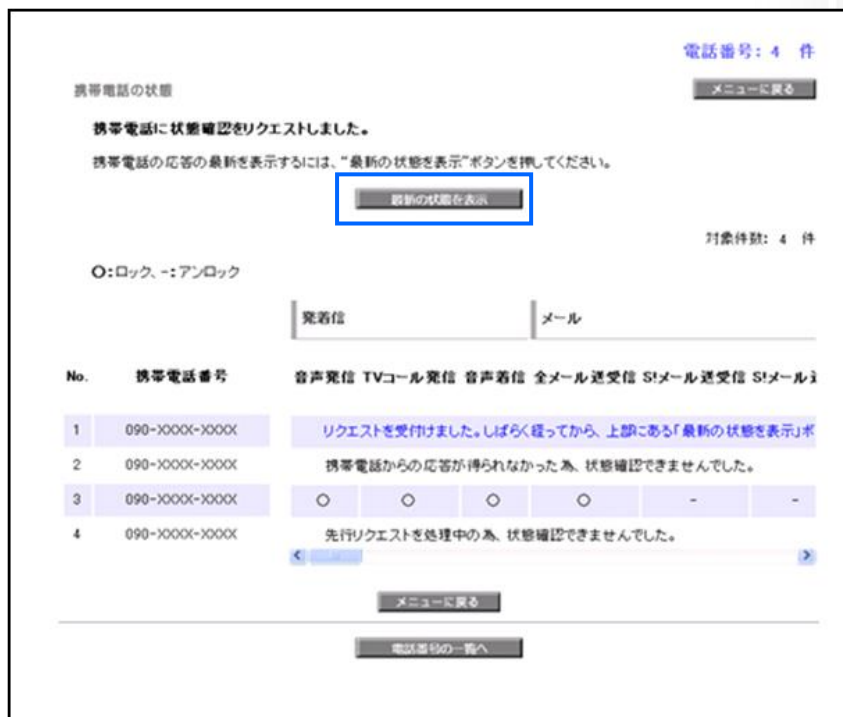 電話番号: 4 件
携帯電話の状態
メニューに戻る
携帯電話に状態確認をリクエストしました。
携帯電話の応答の最新を表示するには、“最新の状態を表示”ボタンを押してください。
最新の状態を表示
対象件数: 4 件
○:ロック、-:アンロック
発着信 メール
No. 携帯電話番号 音声発信 TVコール発信 音声着信 全メール送受信 S!メール送受信 S!メール
1 090-XXXX-XXXX リクエストを受付けました。しばらく経ってから、上部にある「最新の状態を表示」ボ
2 090-XXXX-XXXX 携帯電話からの応答が得られなかった為、状態確認できませんでした。
3 090-XXXX-XXXX ○ ○ ○ ○ - -
4 090-XXXX-XXXX 先行リクエストを処理中の為、状態確認できませんでした。
メニューに戻る
電話番号の一覧へ